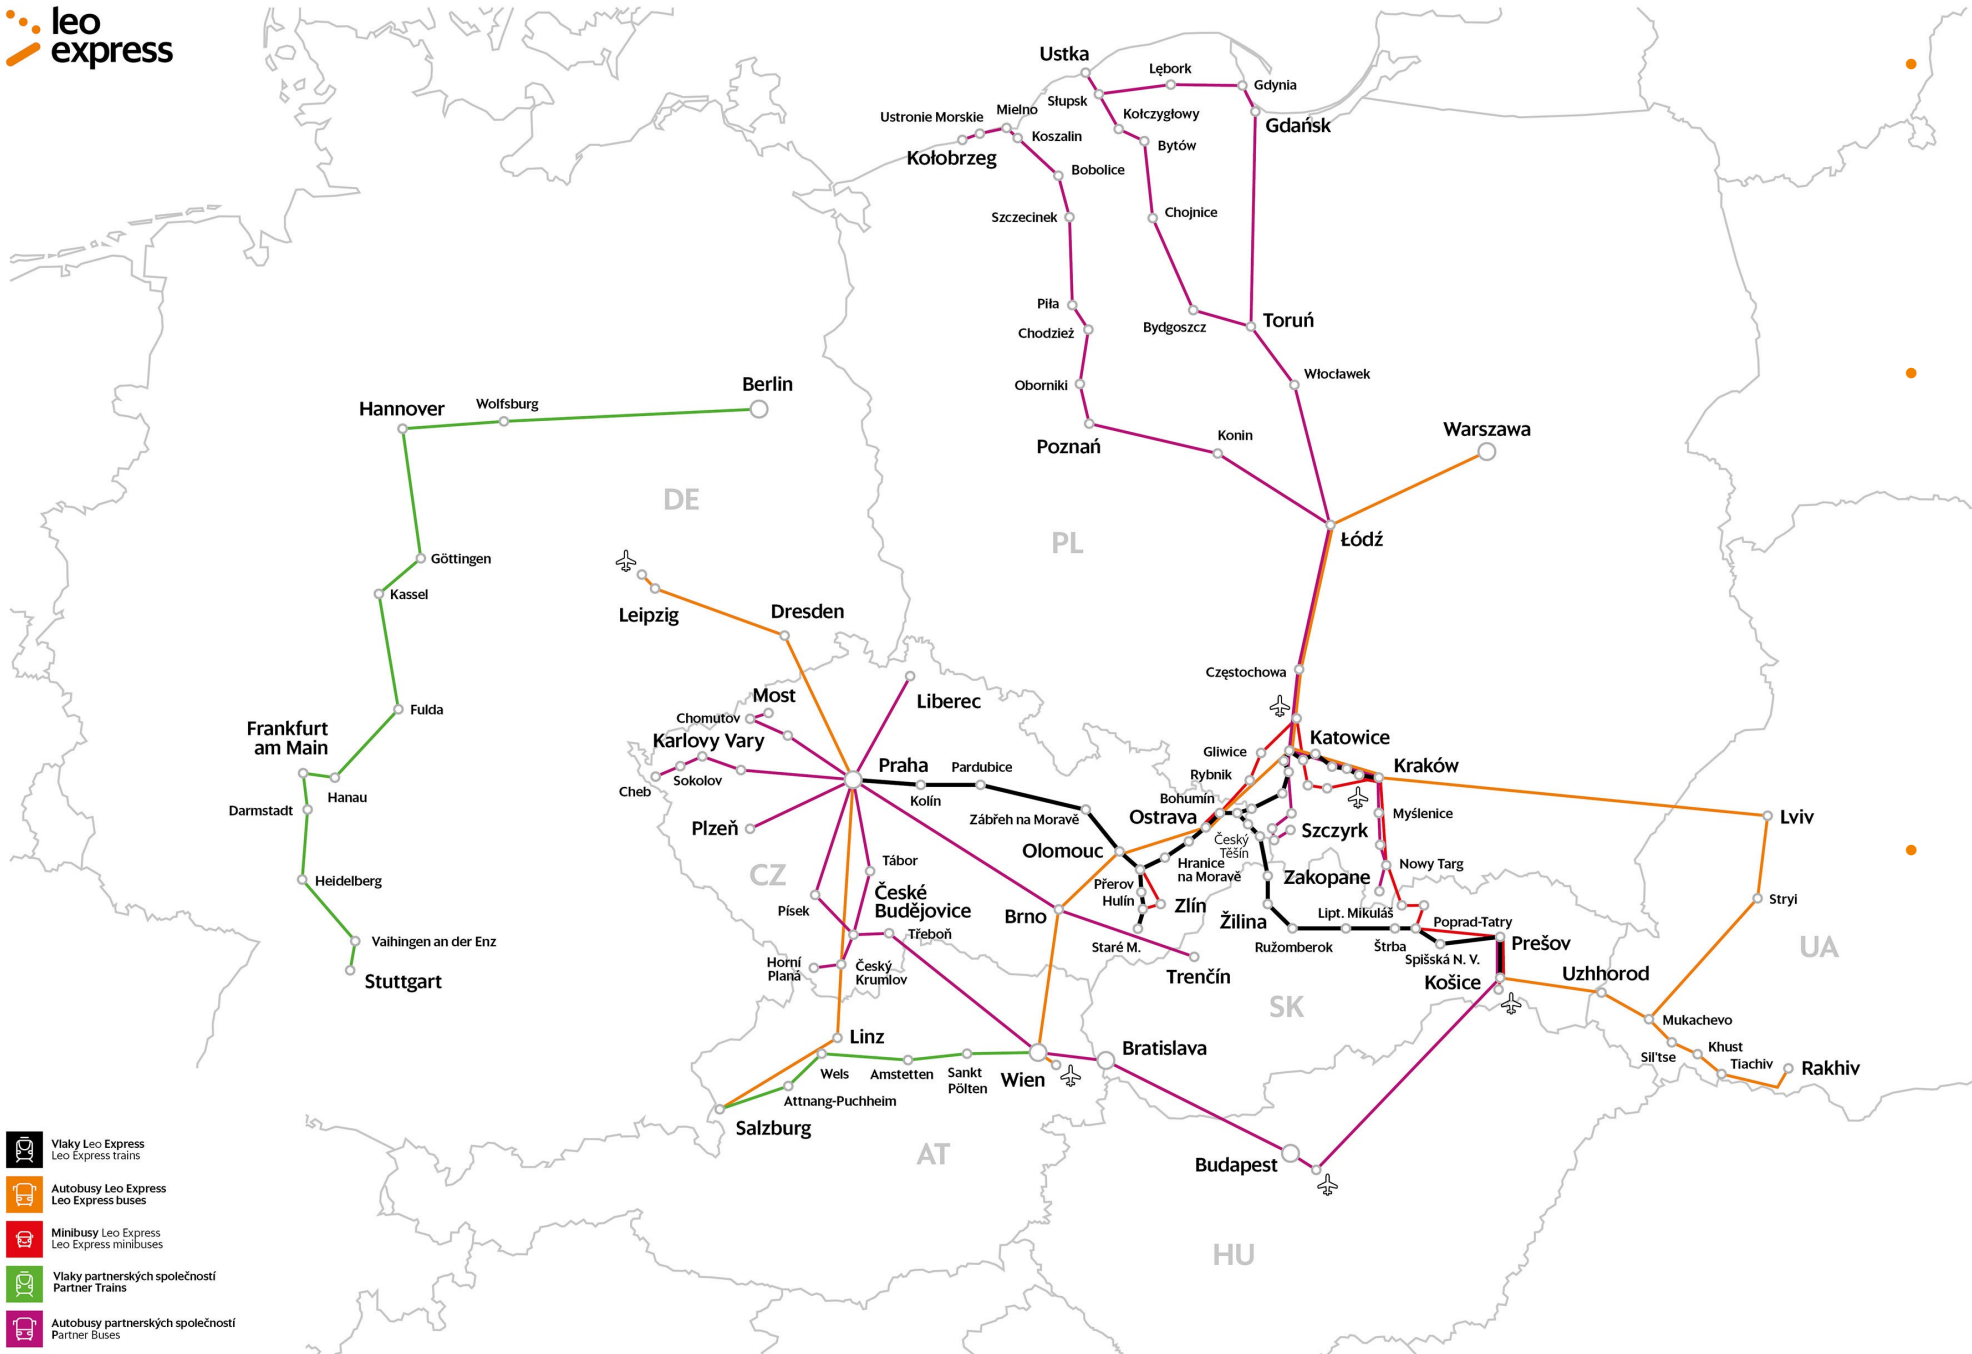 leo
express
Ustka
Lębork
Gdynia
Słupsk
Mielno
Ustronie Morskie
Kołczygłowy
Gdańsk
Koszalin
Bytów
Kołobrzeg
Bobolice
Chojnice
Szczecinek
Piła
Toruń
Bydgoszcz
Chodzież
Włocławek
Berlin
Oborniki
Wolfsburg
Hannover
Warszawa
Konin
Poznań
DE
PL
Łódź
Göttingen
Kassel
Leipzig
Dresden
Częstochowa
Most
Liberec
Fulda
Chomutov
Frankfurt
am Main
Karlovy Vary
Katowice
Gliwice
Praha
Pardubice
Kraków
Rybnik
Sokolov
Cheb
Hanau
Kolín
Bohumín
Darmstadt
Zábřeh na Moravě
Ostrava
Myślenice
Lviv
Plzeň
Szczyrk
Český
Těšín
Olomouc
Tábor
Hranice
na Moravě
Nowy Targ
CZ
Zakopane
Heidelberg
Přerov
Hulín
České
Budějovice
Stryi
Zlín
Písek
Brno
Žilina
Lipt. Mikuláš
Poprad-Tatry
Třeboň
Vaihingen an der Enz
Staré M.
Ružomberok
Štrba
Prešov
UA
Spišská N. V.
Horní
Planá
Český
Krumlov
Trenčín
Uzhhorod
Stuttgart
Košice
SK
Mukachevo
Linz
Bratislava
Khust
Sil'tse
Tiachiv
Rakhiv
Wels
Amstetten
Sankt
Pölten
Wien
Attnang-Puchheim
Salzburg
AT
Budapest
HU
Vlaky Leo Express
Leo Express trains
Autobusy Leo Express
Leo Express buses
Minibusy Leo Express
Leo Express minibuses
Vlaky partnerských společností
Partner Trains
Autobusy partnerských společností
Partner Buses